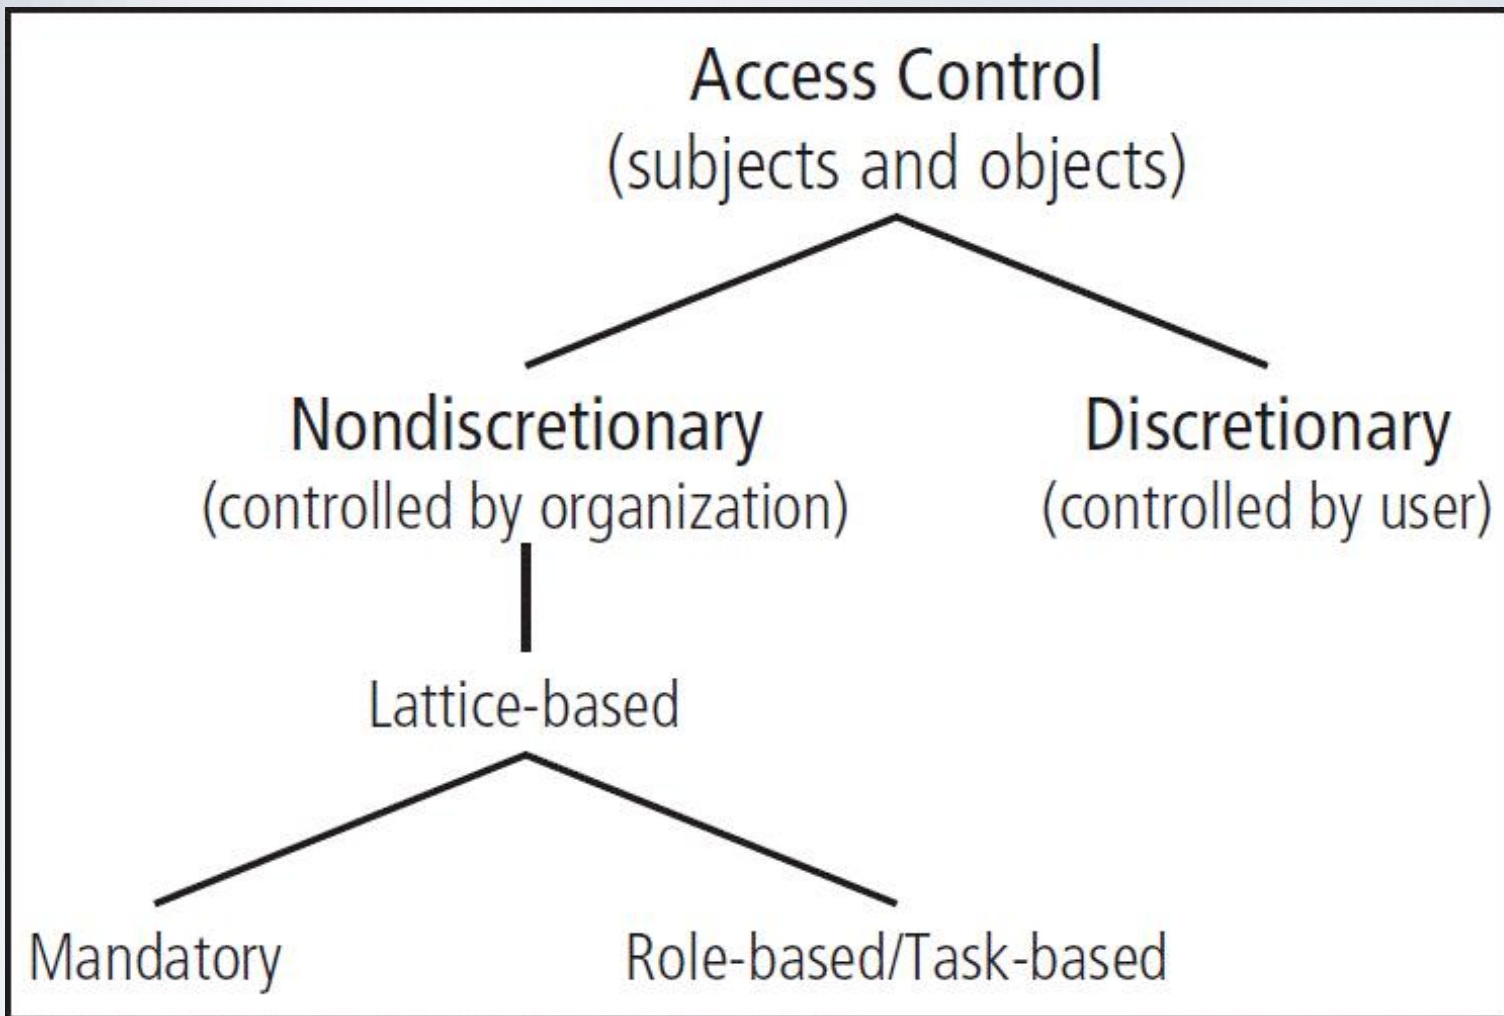 Access Control
(subjects and objects)
Nondiscretionary
(controlled by organization)
Discretionary
(controlled by user)
Lattice-based
Mandatory
Role-based/Task-based